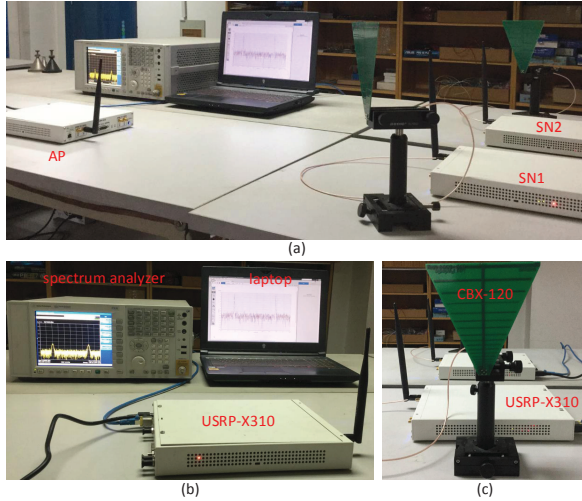 SN2
AP
SN1
(a)
spectrum analyzer
laptop
CBX-120
USRP-X310
USRP-X310
(b)
(c)